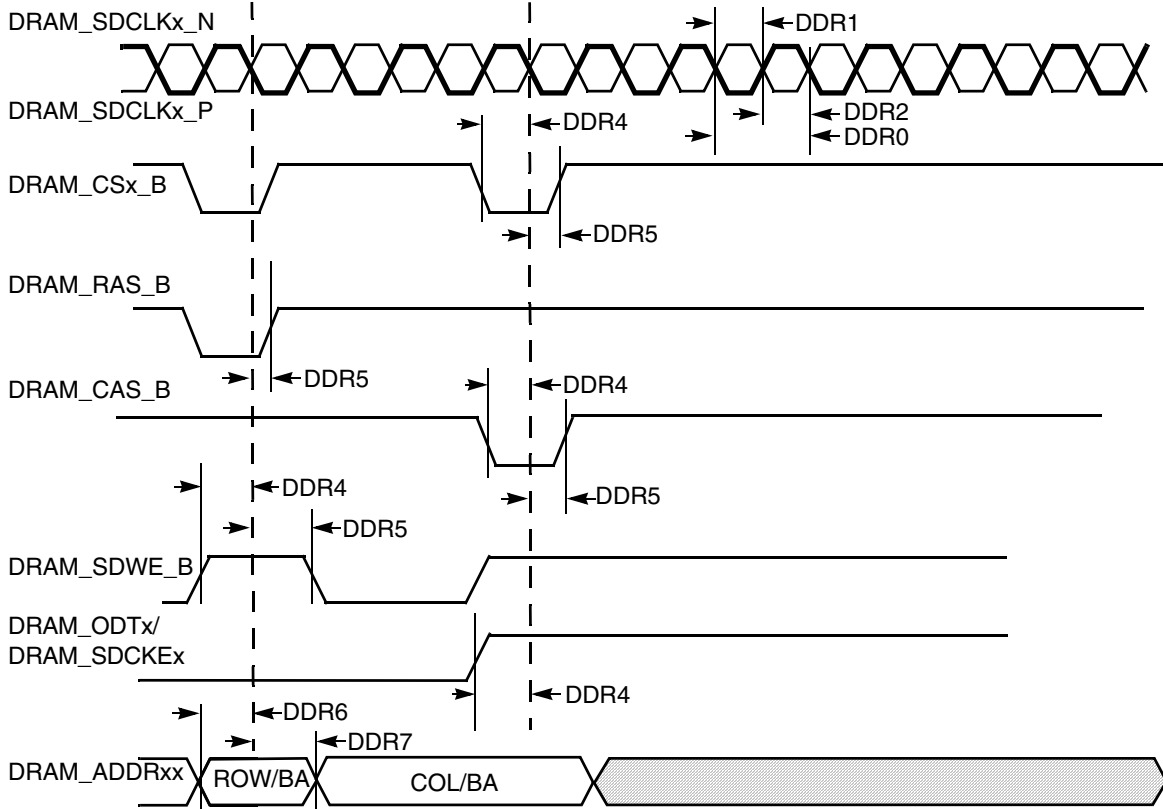 DRAM_SDCLKx_N
DDR1
DRAM_SDCLKx_P
DDR4
DDR2
DDR0
DRAM_CSx_B
DDR5
DRAM_RAS_B
DDR5
DDR4
DRAM_CAS_B
DDR4
DDR5
DDR5
DRAM_SDWE_B
DRAM_ODTx/
DRAM_SDCKEx
DDR4
DDR6
DDR7
DRAM_ADDRxx
ROW/BA
COL/BA